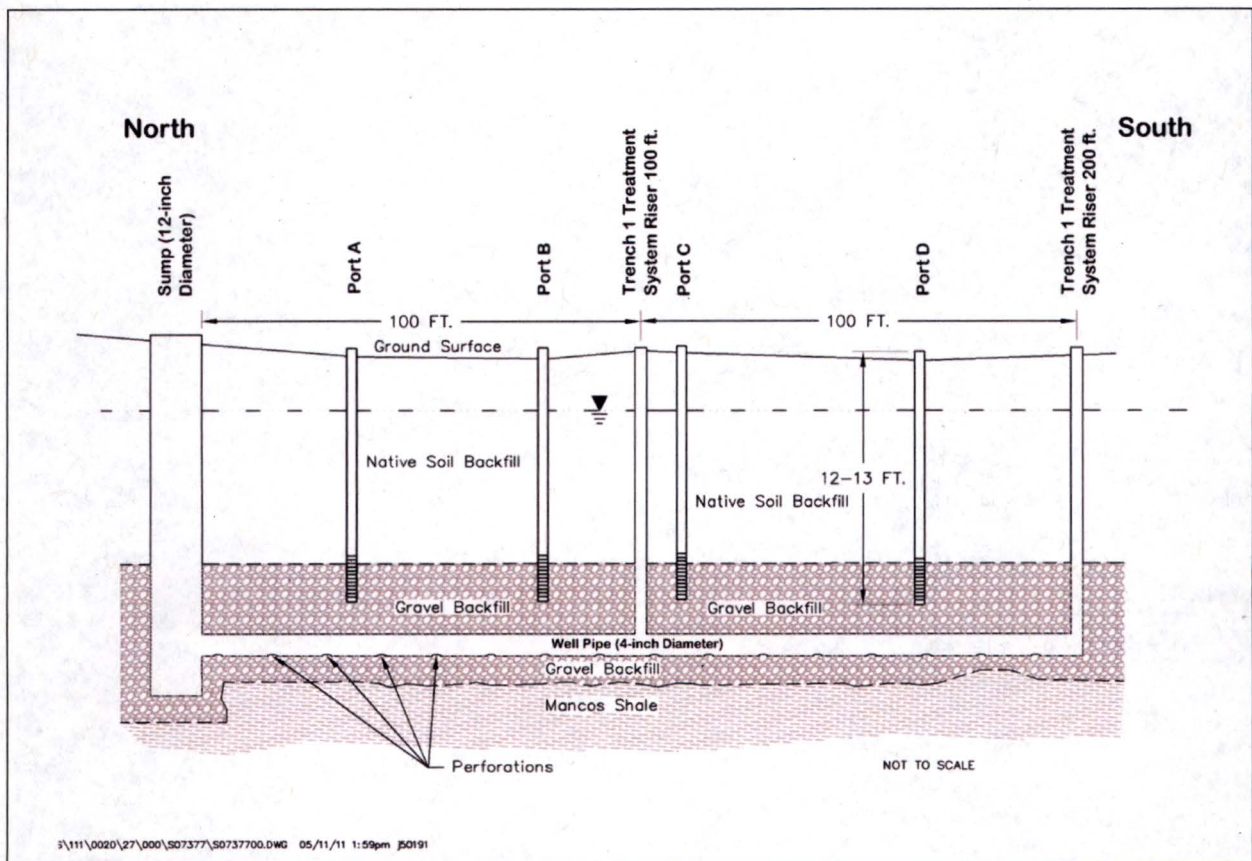 North
South
Sump (12-inch
Diameter)
Port A
Port B
Trench 1 Treatment
System Riser 100 ft.
Port C
Port D
Trench 1 Treatment
System Riser 200 ft.
100 FT.
100 FT.
Ground Surface
Native Soil Backfill
12–13 FT.
Native Soil Backfill
Gravel Backfill
Gravel Backfill
Well Pipe (4-inch Diameter)
Gravel Backfill
Mancos Shale
Perforations
NOT TO SCALE
\111\0020\27\000\S07377\S0737700.DWG 05/11/11 1:59pm J50191